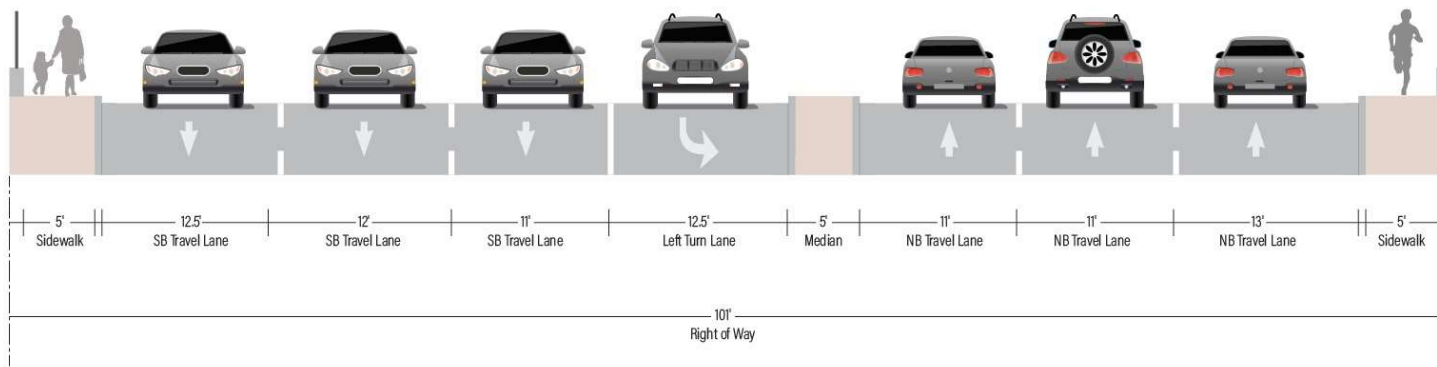 5' 12.5' 12' 11' 12.5' 5' 11' 11' 13' 5'
Sidewalk SB Travel Lane SB Travel Lane SB Travel Lane Left Turn Lane Median NB Travel Lane NB Travel Lane NB Travel Lane Sidewalk
101'
Right of Way